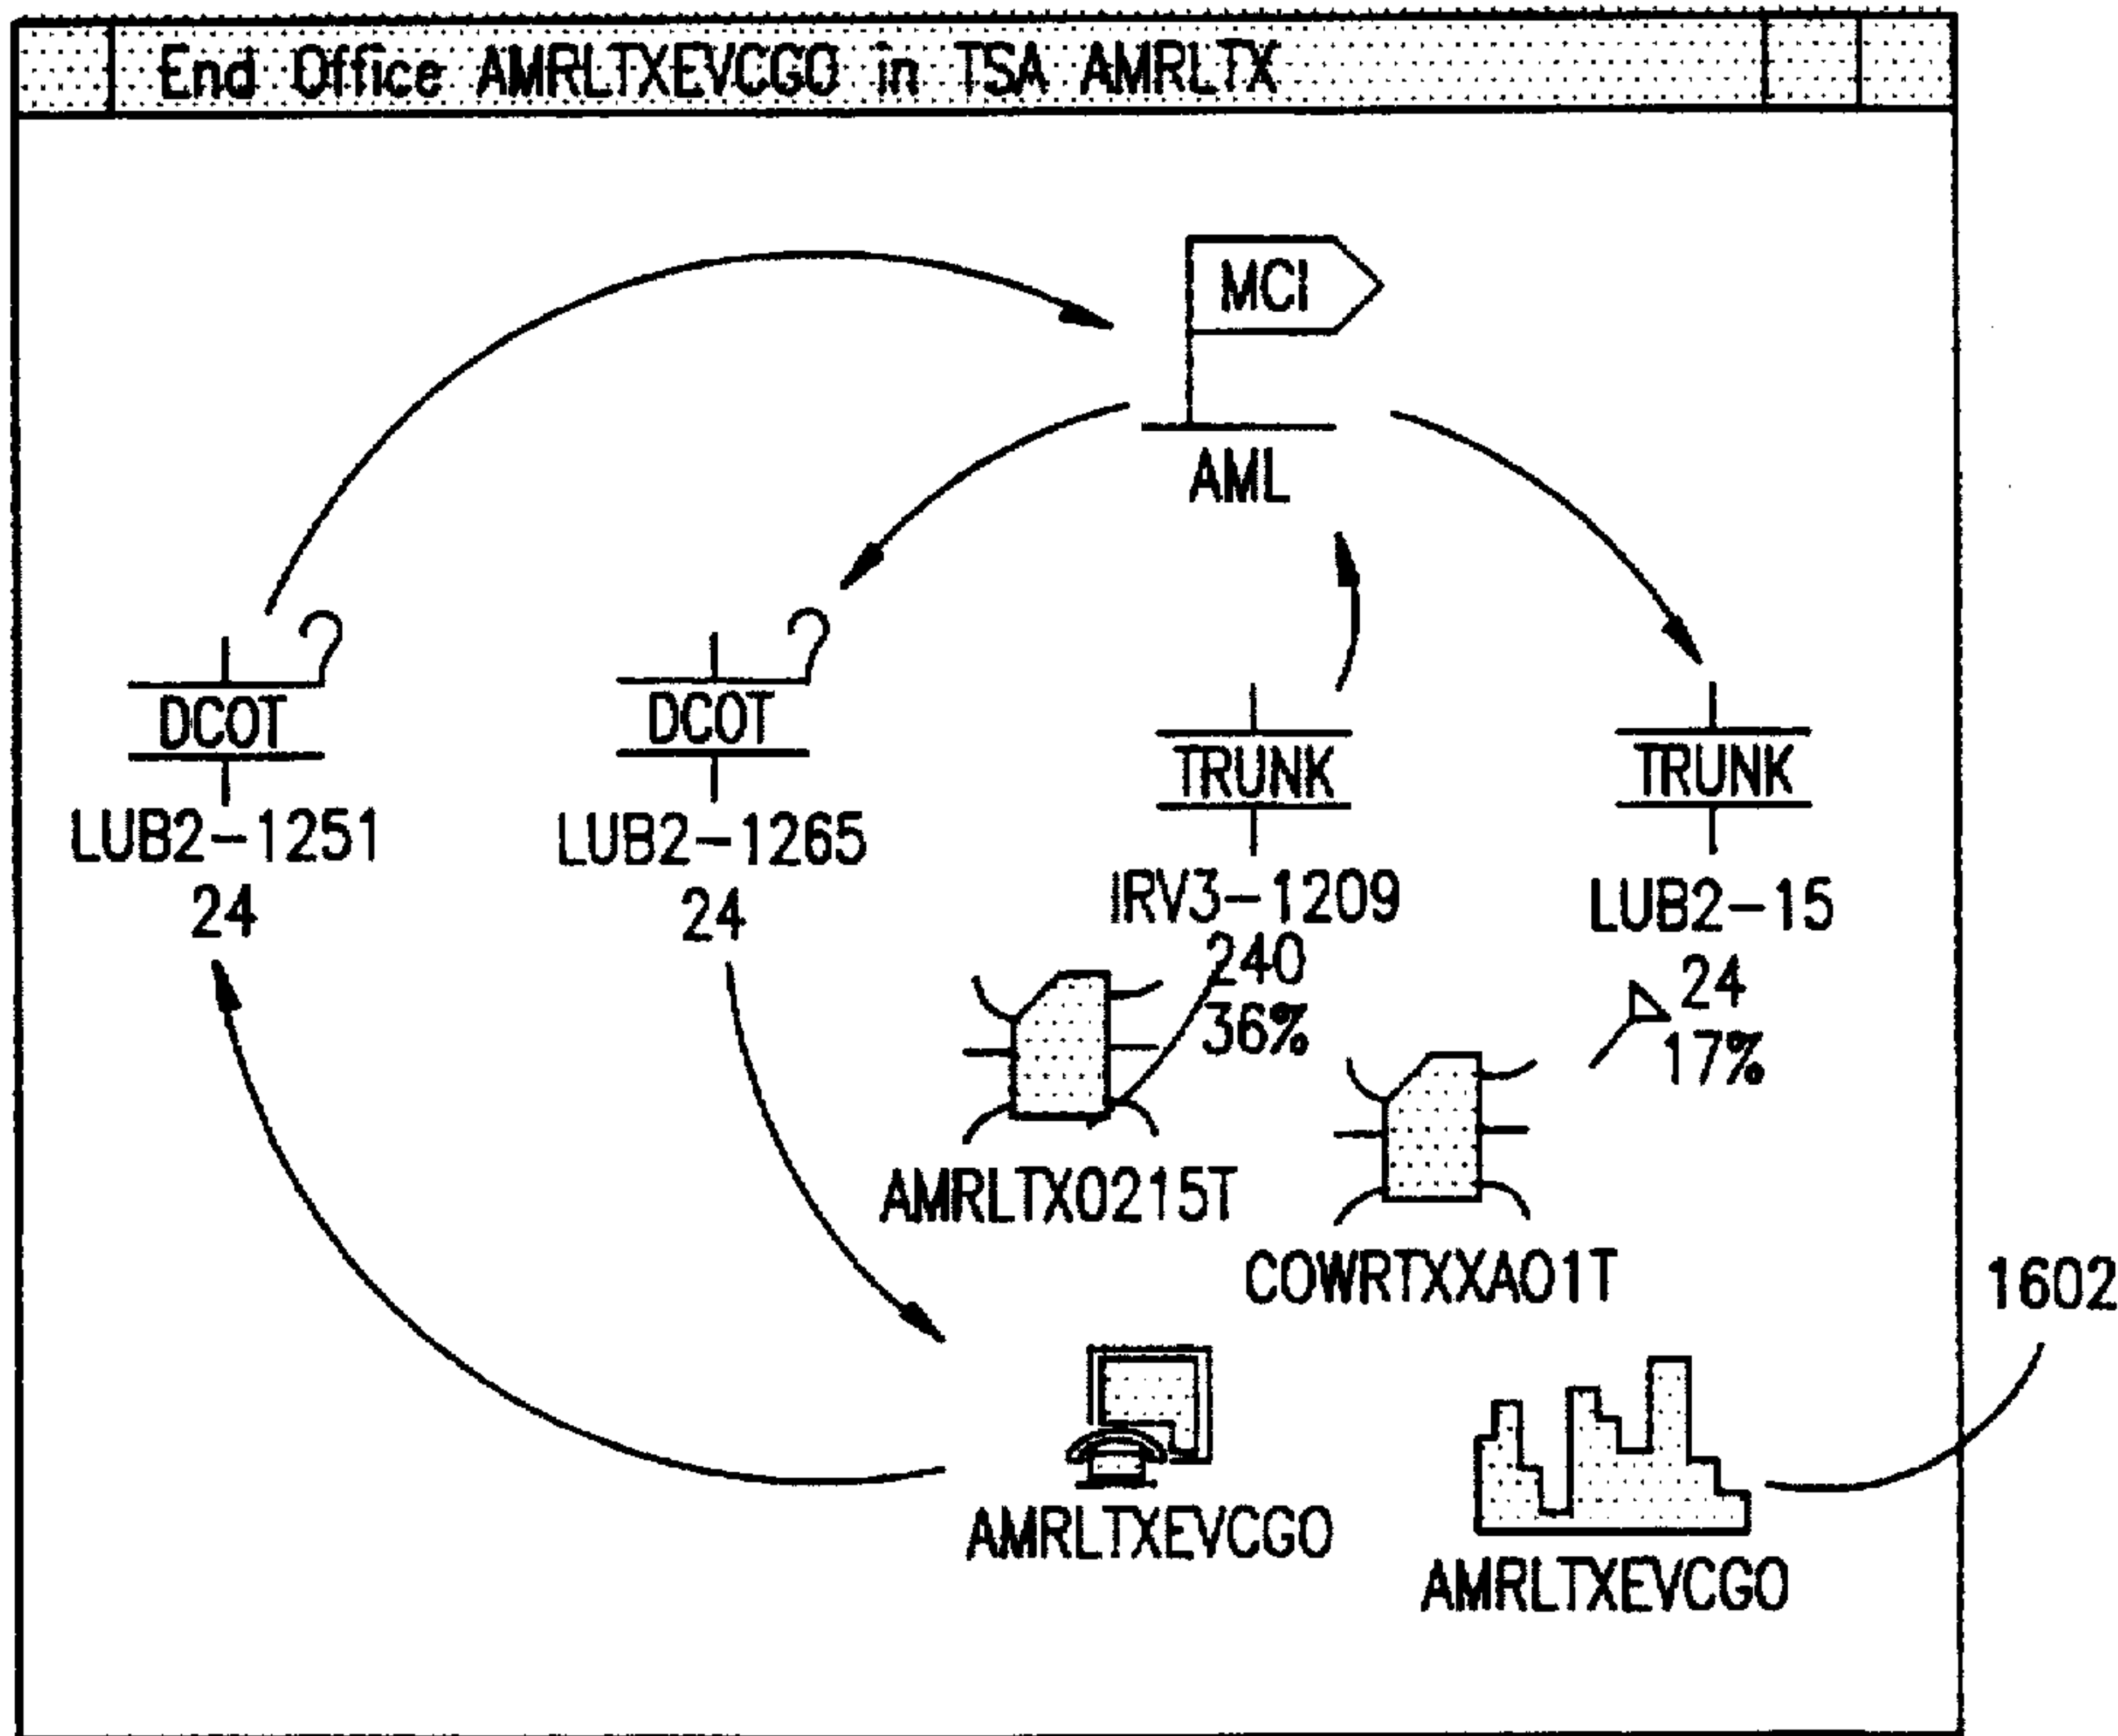 End Office AMRLTXEVCGO in TSA AMRLTX
MCI
AML
DCOT
LUB2-1251
24
DCOT
LUB2-1265
24
TRUNK
IRV3-1209
240
36%
TRUNK
LUB2-15
24
17%
AMRLTX0215T
COWRTXXA01T
1602
AMRLTXEVCGO
AMRLTXEVCGO